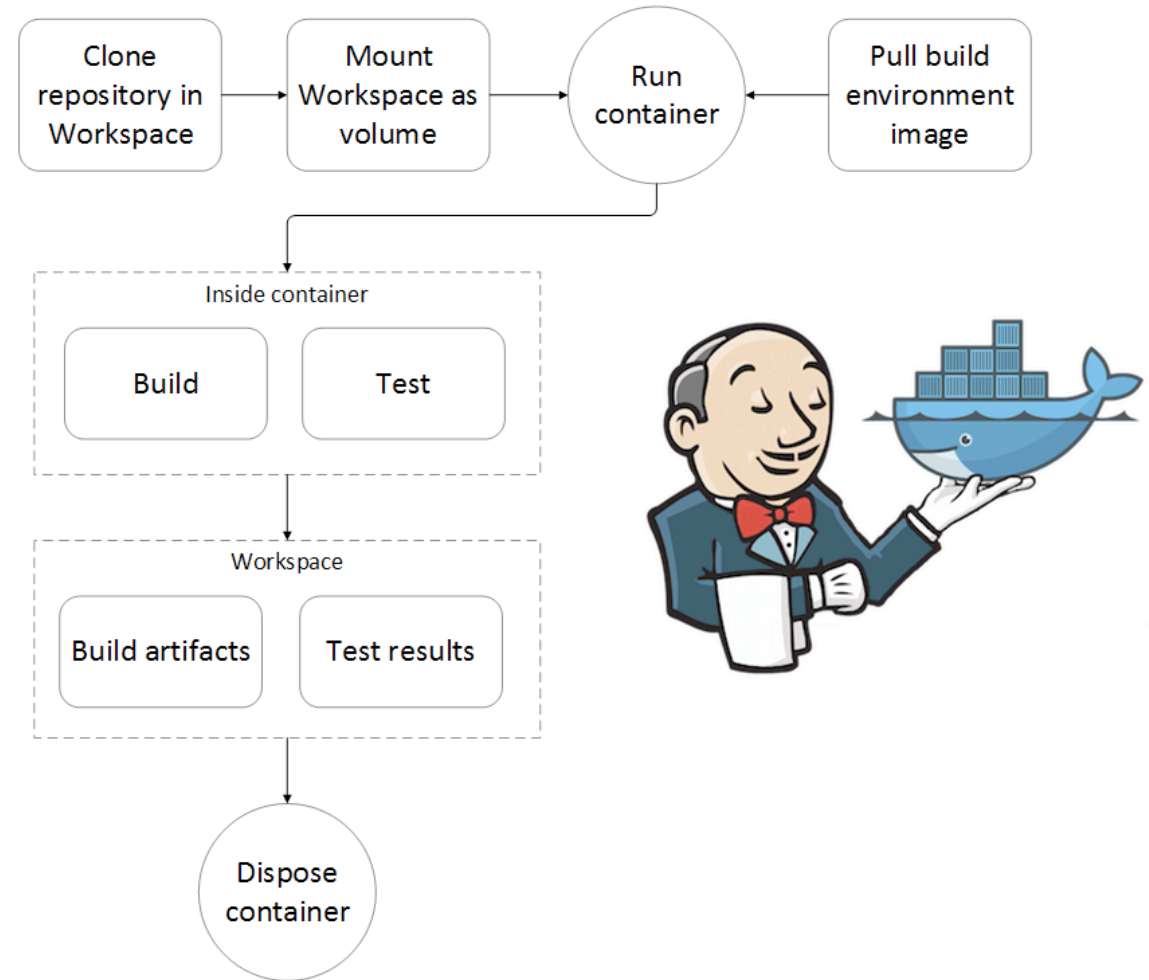 Clone
repository in
Workspace
Mount
Workspace as
volume
Run
container
Pull build
environment
image
Inside container
Build
Test
Workspace
Build artifacts
Test results
Dispose
container